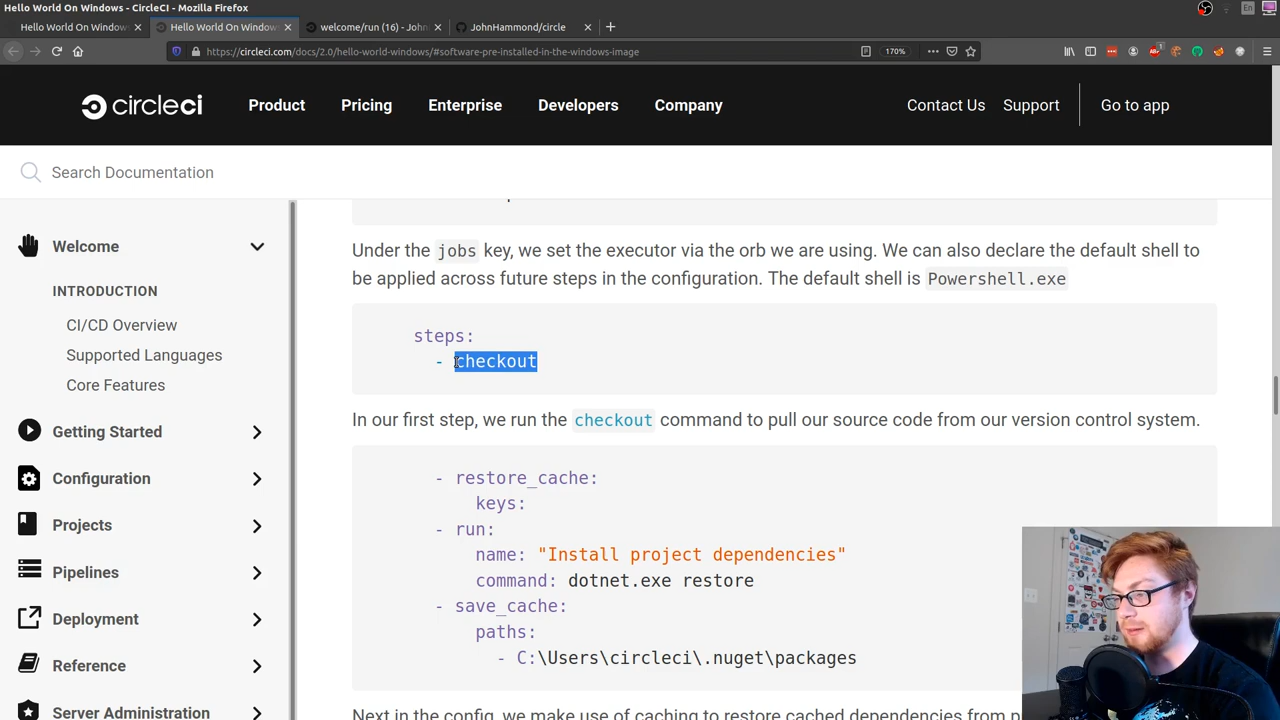 Hello World On Windows - CircleCI - Mozilla Firefox
En
Hello World On Window
Hello World On Window
welcome/run (16) - John
JohnHammond/circle
https://circleci.com/docs/2.0/hello-world-windows/#software-pre-installed-in-the-windows-image
170%
circleci
Product
Pricing
Enterprise
Developers
Company
Contact Us
Support
Go to app
Search Documentation
Welcome
INTRODUCTION
CI/CD Overview
Supported Languages
Core Features
Getting Started
Configuration
Projects
Pipelines
Deployment
Reference
Server Administration
Under the jobs key, we set the executor via the orb we are using. We can also declare the default shell to
be applied across future steps in the configuration. The default shell is Powershell.exe
steps:
- checkout
In our first step, we run the checkout command to pull our source code from our version control system.
- restore_cache:
keys:
- run:
name: "Install project dependencies"
command: dotnet.exe restore
- save_cache:
paths:
- C:\Users\circleci\.nuget\packages
Next in the config, we make use of caching to restore cached dependencies from